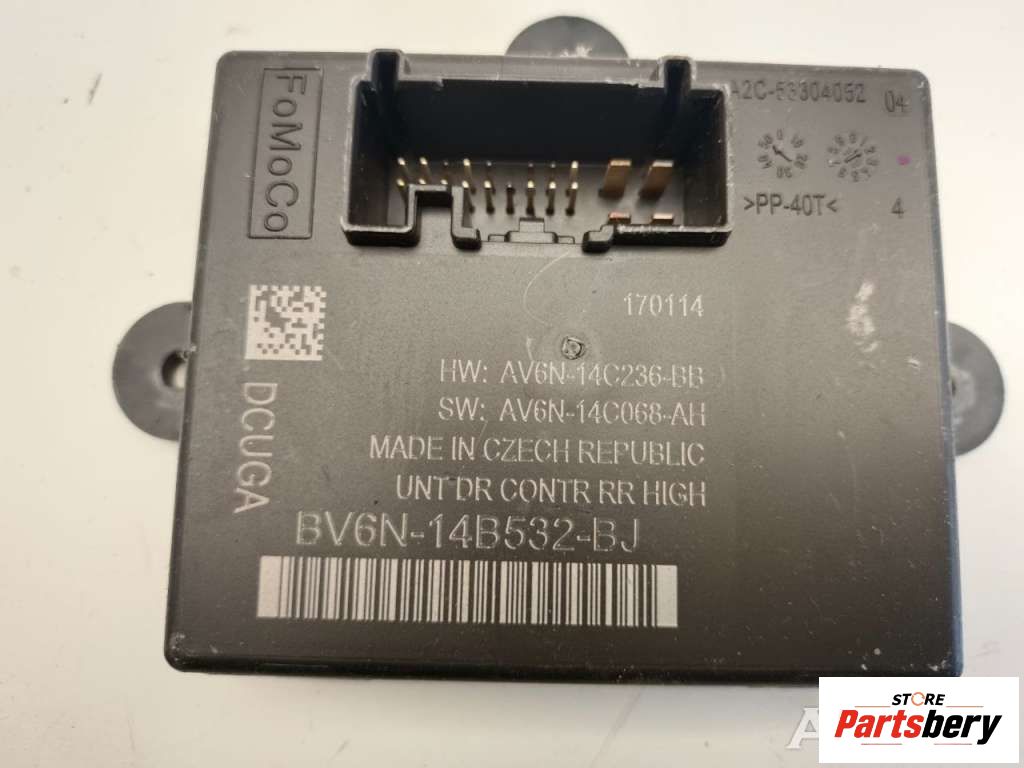 FoMoCo
A2C-53304052 04
>PP-40T< 4
170114
HW: AV6N-14C236-BB
SW: AV6N-14C068-AH
MADE IN CZECH REPUBLIC
UNT DR CONTR RR HIGH
DCUGA
BV6N-14B532-BJ
STORE
Partsbery